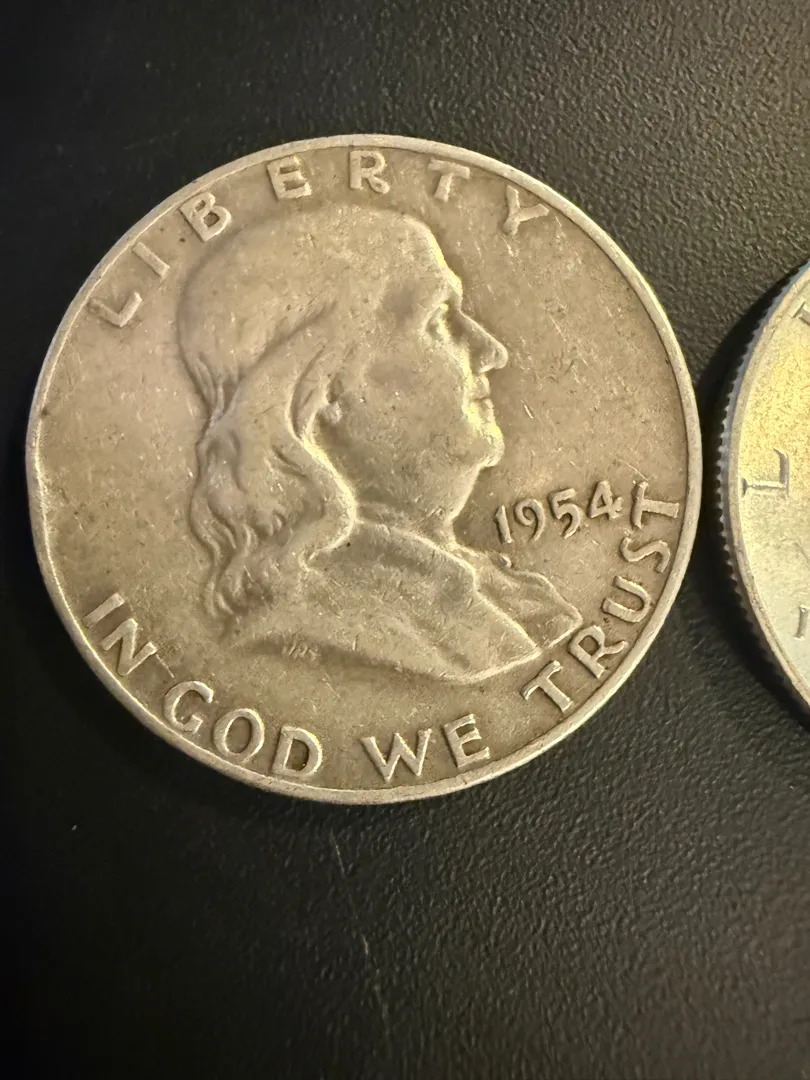 LIBERTY
1954
IN GOD WE TRUST
L